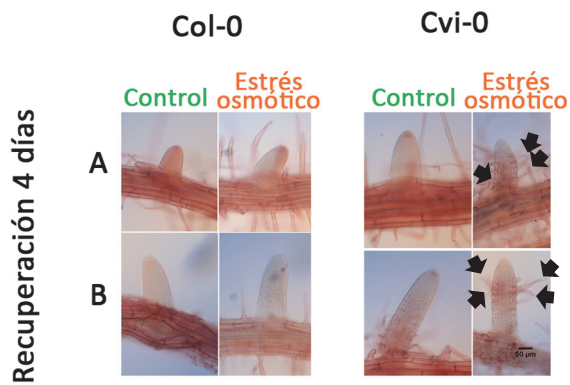 Col-0 Cvi-0
Control Estrés osmótico Control Estrés osmótico
Recuperación 4 días
A
B
50 µm